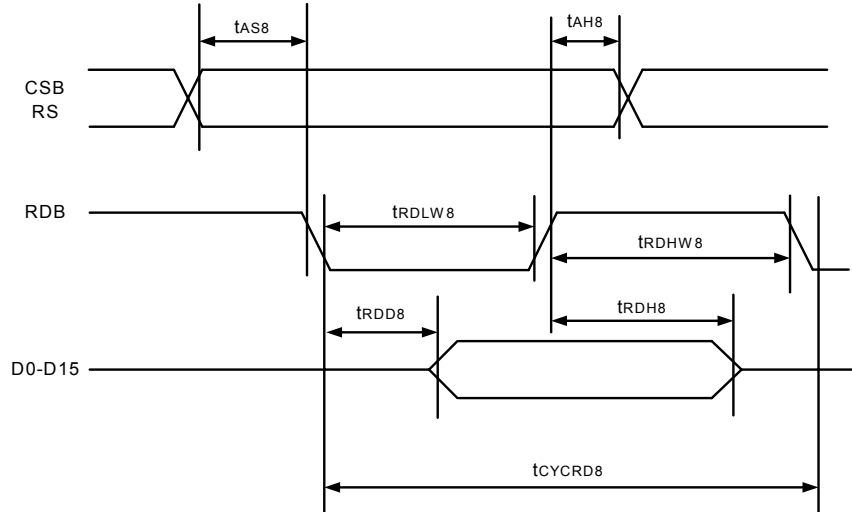 tAS8
tAH8
CSB
RS
RDB
tRDLW8
tRDHW8
tRDD8
tRDH8
D0-D15
tCYCRD8